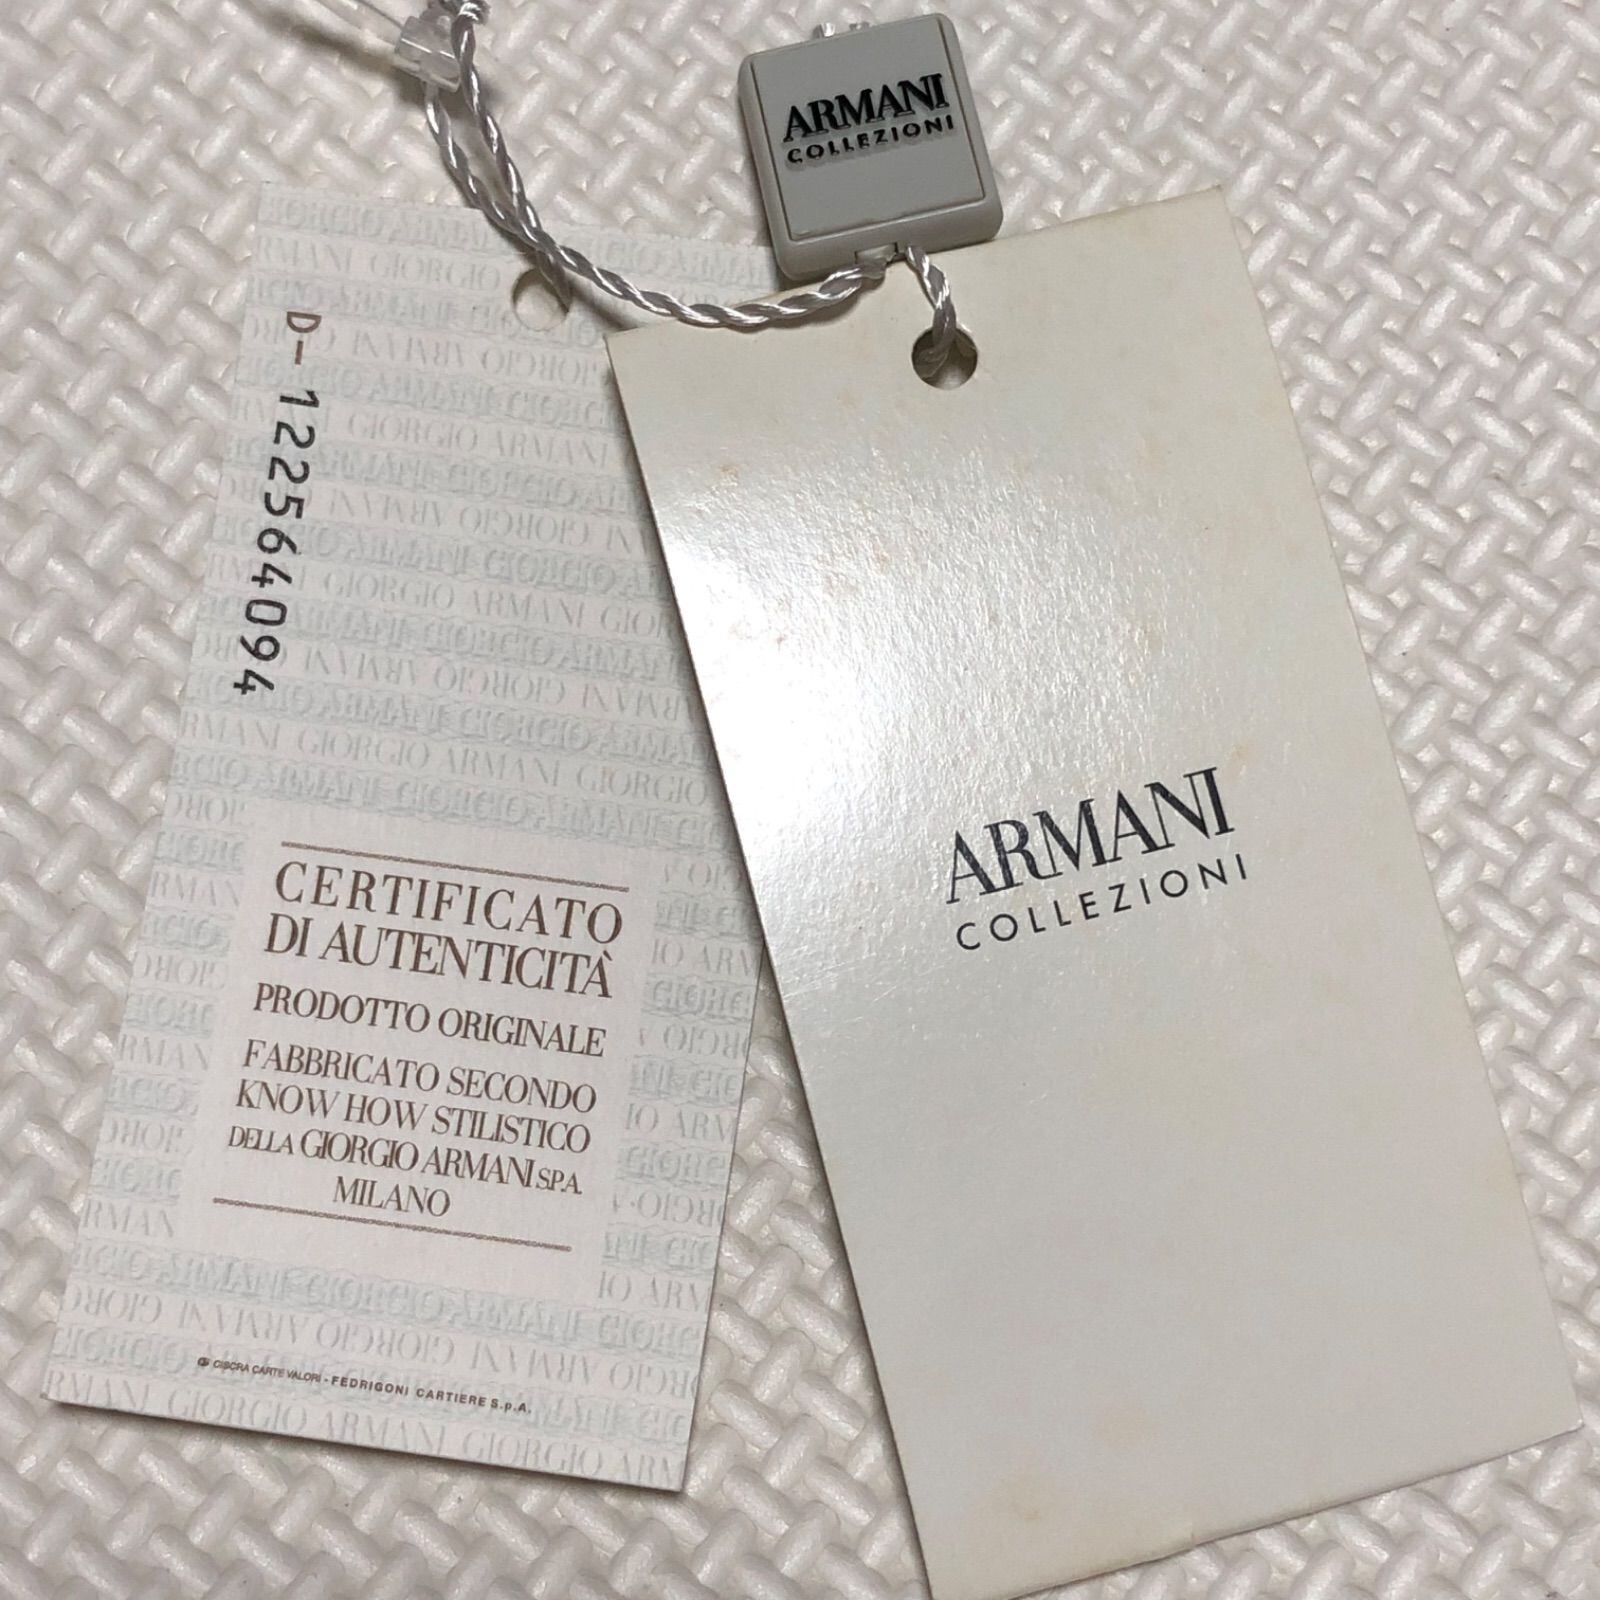 ARMANI
COLLEZIONI
D-122564094
CERTIFICATO
DI AUTENTICITÀ
PRODOTTO ORIGINALE
FABBRICATO SECONDO
KNOW HOW STILISTICO
DELLA GIORGIO ARMANI S.P.A.
MILANO
CISCRA CARTE VALORI - FEDRIGONI CARTIERE S.p.A.
ARMANI
COLLEZIONI